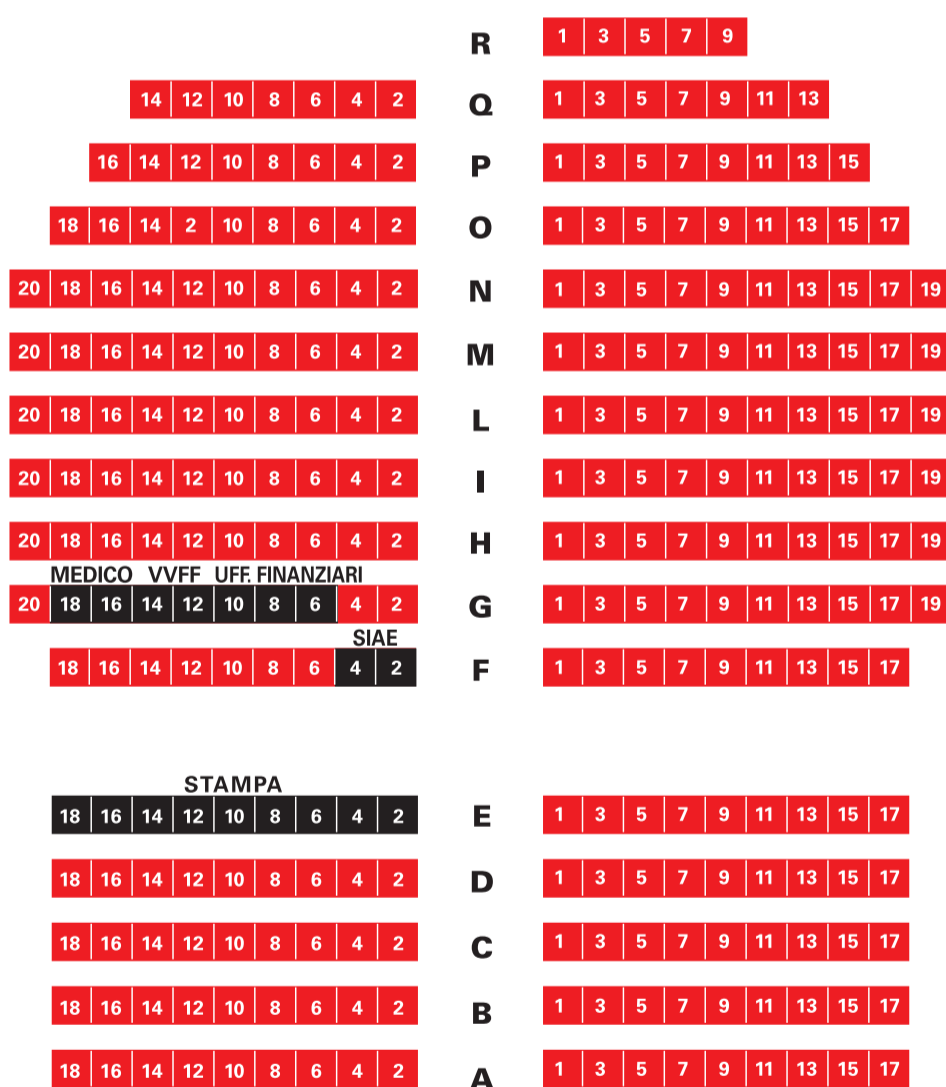 R 1 3 5 7 9
14 12 10 8 6 4 2 Q 1 3 5 7 9 11 13
16 14 12 10 8 6 4 2 P 1 3 5 7 9 11 13 15
18 16 14 2 10 8 6 4 2 O 1 3 5 7 9 11 13 15 17
20 18 16 14 12 10 8 6 4 2 N 1 3 5 7 9 11 13 15 17 19
20 18 16 14 12 10 8 6 4 2 M 1 3 5 7 9 11 13 15 17 19
20 18 16 14 12 10 8 6 4 2 L 1 3 5 7 9 11 13 15 17 19
20 18 16 14 12 10 8 6 4 2 I 1 3 5 7 9 11 13 15 17 19
20 18 16 14 12 10 8 6 4 2 H 1 3 5 7 9 11 13 15 17 19
MEDICO VVFF UFF. FINANZIARI
20 18 16 14 12 10 8 6 4 2 G 1 3 5 7 9 11 13 15 17 19
SIAE
18 16 14 12 10 8 6 4 2 F 1 3 5 7 9 11 13 15 17
STAMPA
18 16 14 12 10 8 6 4 2 E 1 3 5 7 9 11 13 15 17
18 16 14 12 10 8 6 4 2 D 1 3 5 7 9 11 13 15 17
18 16 14 12 10 8 6 4 2 C 1 3 5 7 9 11 13 15 17
18 16 14 12 10 8 6 4 2 B 1 3 5 7 9 11 13 15 17
18 16 14 12 10 8 6 4 2 A 1 3 5 7 9 11 13 15 17